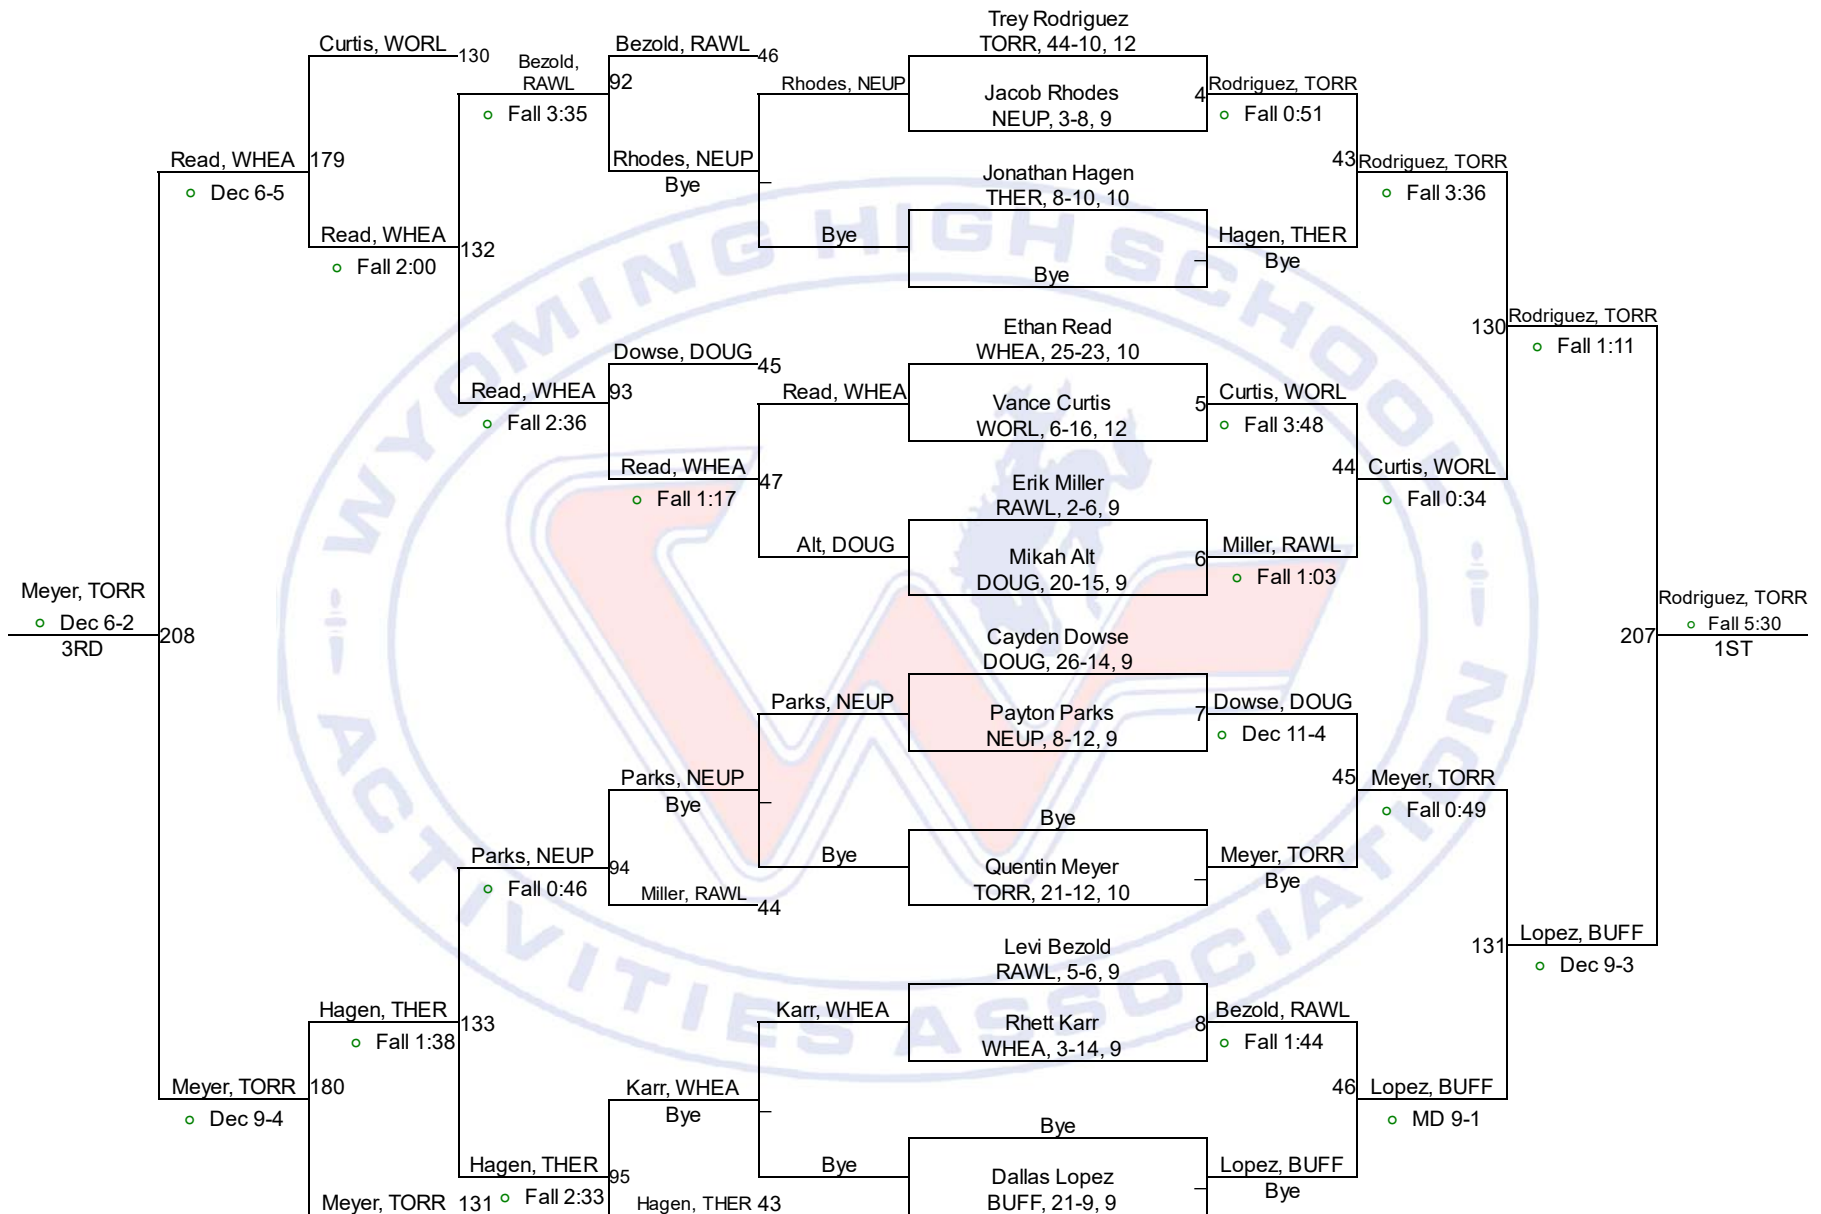 Trey Rodriguez
TORR, 44-10, 12
Curtis, WORL
130
Bezold,
RAWL
Bezold, RAWL
46
92
Fall 3:35
Rhodes, NEUP
Jacob Rhodes
NEUP, 3-8, 9
4
Rodriguez, TORR
Fall 0:51
Read, WHEA
179
Dec 6-5
Rhodes, NEUP
Bye
Jonathan Hagen
THER, 8-10, 10
43
Rodriguez, TORR
Fall 3:36
Read, WHEA
132
Fall 2:00
Bye
Bye
Hagen, THER
Bye
Ethan Read
WHEA, 25-23, 10
130
Rodriguez, TORR
Fall 1:11
Dowse, DOUG
45
Read, WHEA
93
Fall 2:36
Read, WHEA
Vance Curtis
WORL, 6-16, 12
5
Curtis, WORL
Fall 3:48
Read, WHEA
47
Fall 1:17
Erik Miller
RAWL, 2-6, 9
44
Curtis, WORL
Fall 0:34
Alt, DOUG
Mikah Alt
DOUG, 20-15, 9
6
Miller, RAWL
Fall 1:03
Meyer, TORR
Dec 6-2
3RD
208
Cayden Dowse
DOUG, 26-14, 9
207
Rodriguez, TORR
Fall 5:30
1ST
Parks, NEUP
Payton Parks
NEUP, 8-12, 9
7
Dowse, DOUG
Dec 11-4
Parks, NEUP
Bye
45
Meyer, TORR
Fall 0:49
Bye
Parks, NEUP
94
Fall 0:46
Bye
Quentin Meyer
TORR, 21-12, 10
Meyer, TORR
Bye
Miller, RAWL
44
Levi Bezold
RAWL, 5-6, 9
131
Lopez, BUFF
Dec 9-3
Hagen, THER
133
Fall 1:38
Karr, WHEA
Rhett Karr
WHEA, 3-14, 9
8
Bezold, RAWL
Fall 1:44
Meyer, TORR
180
Dec 9-4
Karr, WHEA
Bye
46
Lopez, BUFF
MD 9-1
Bye
Hagen, THER
95
Fall 2:33
Bye
Dallas Lopez
BUFF, 21-9, 9
Lopez, BUFF
Bye
Meyer, TORR
131
Hagen, THER
43
WYOMING HIGH SCHOOL
ACTIVITIES ASSOCIATION